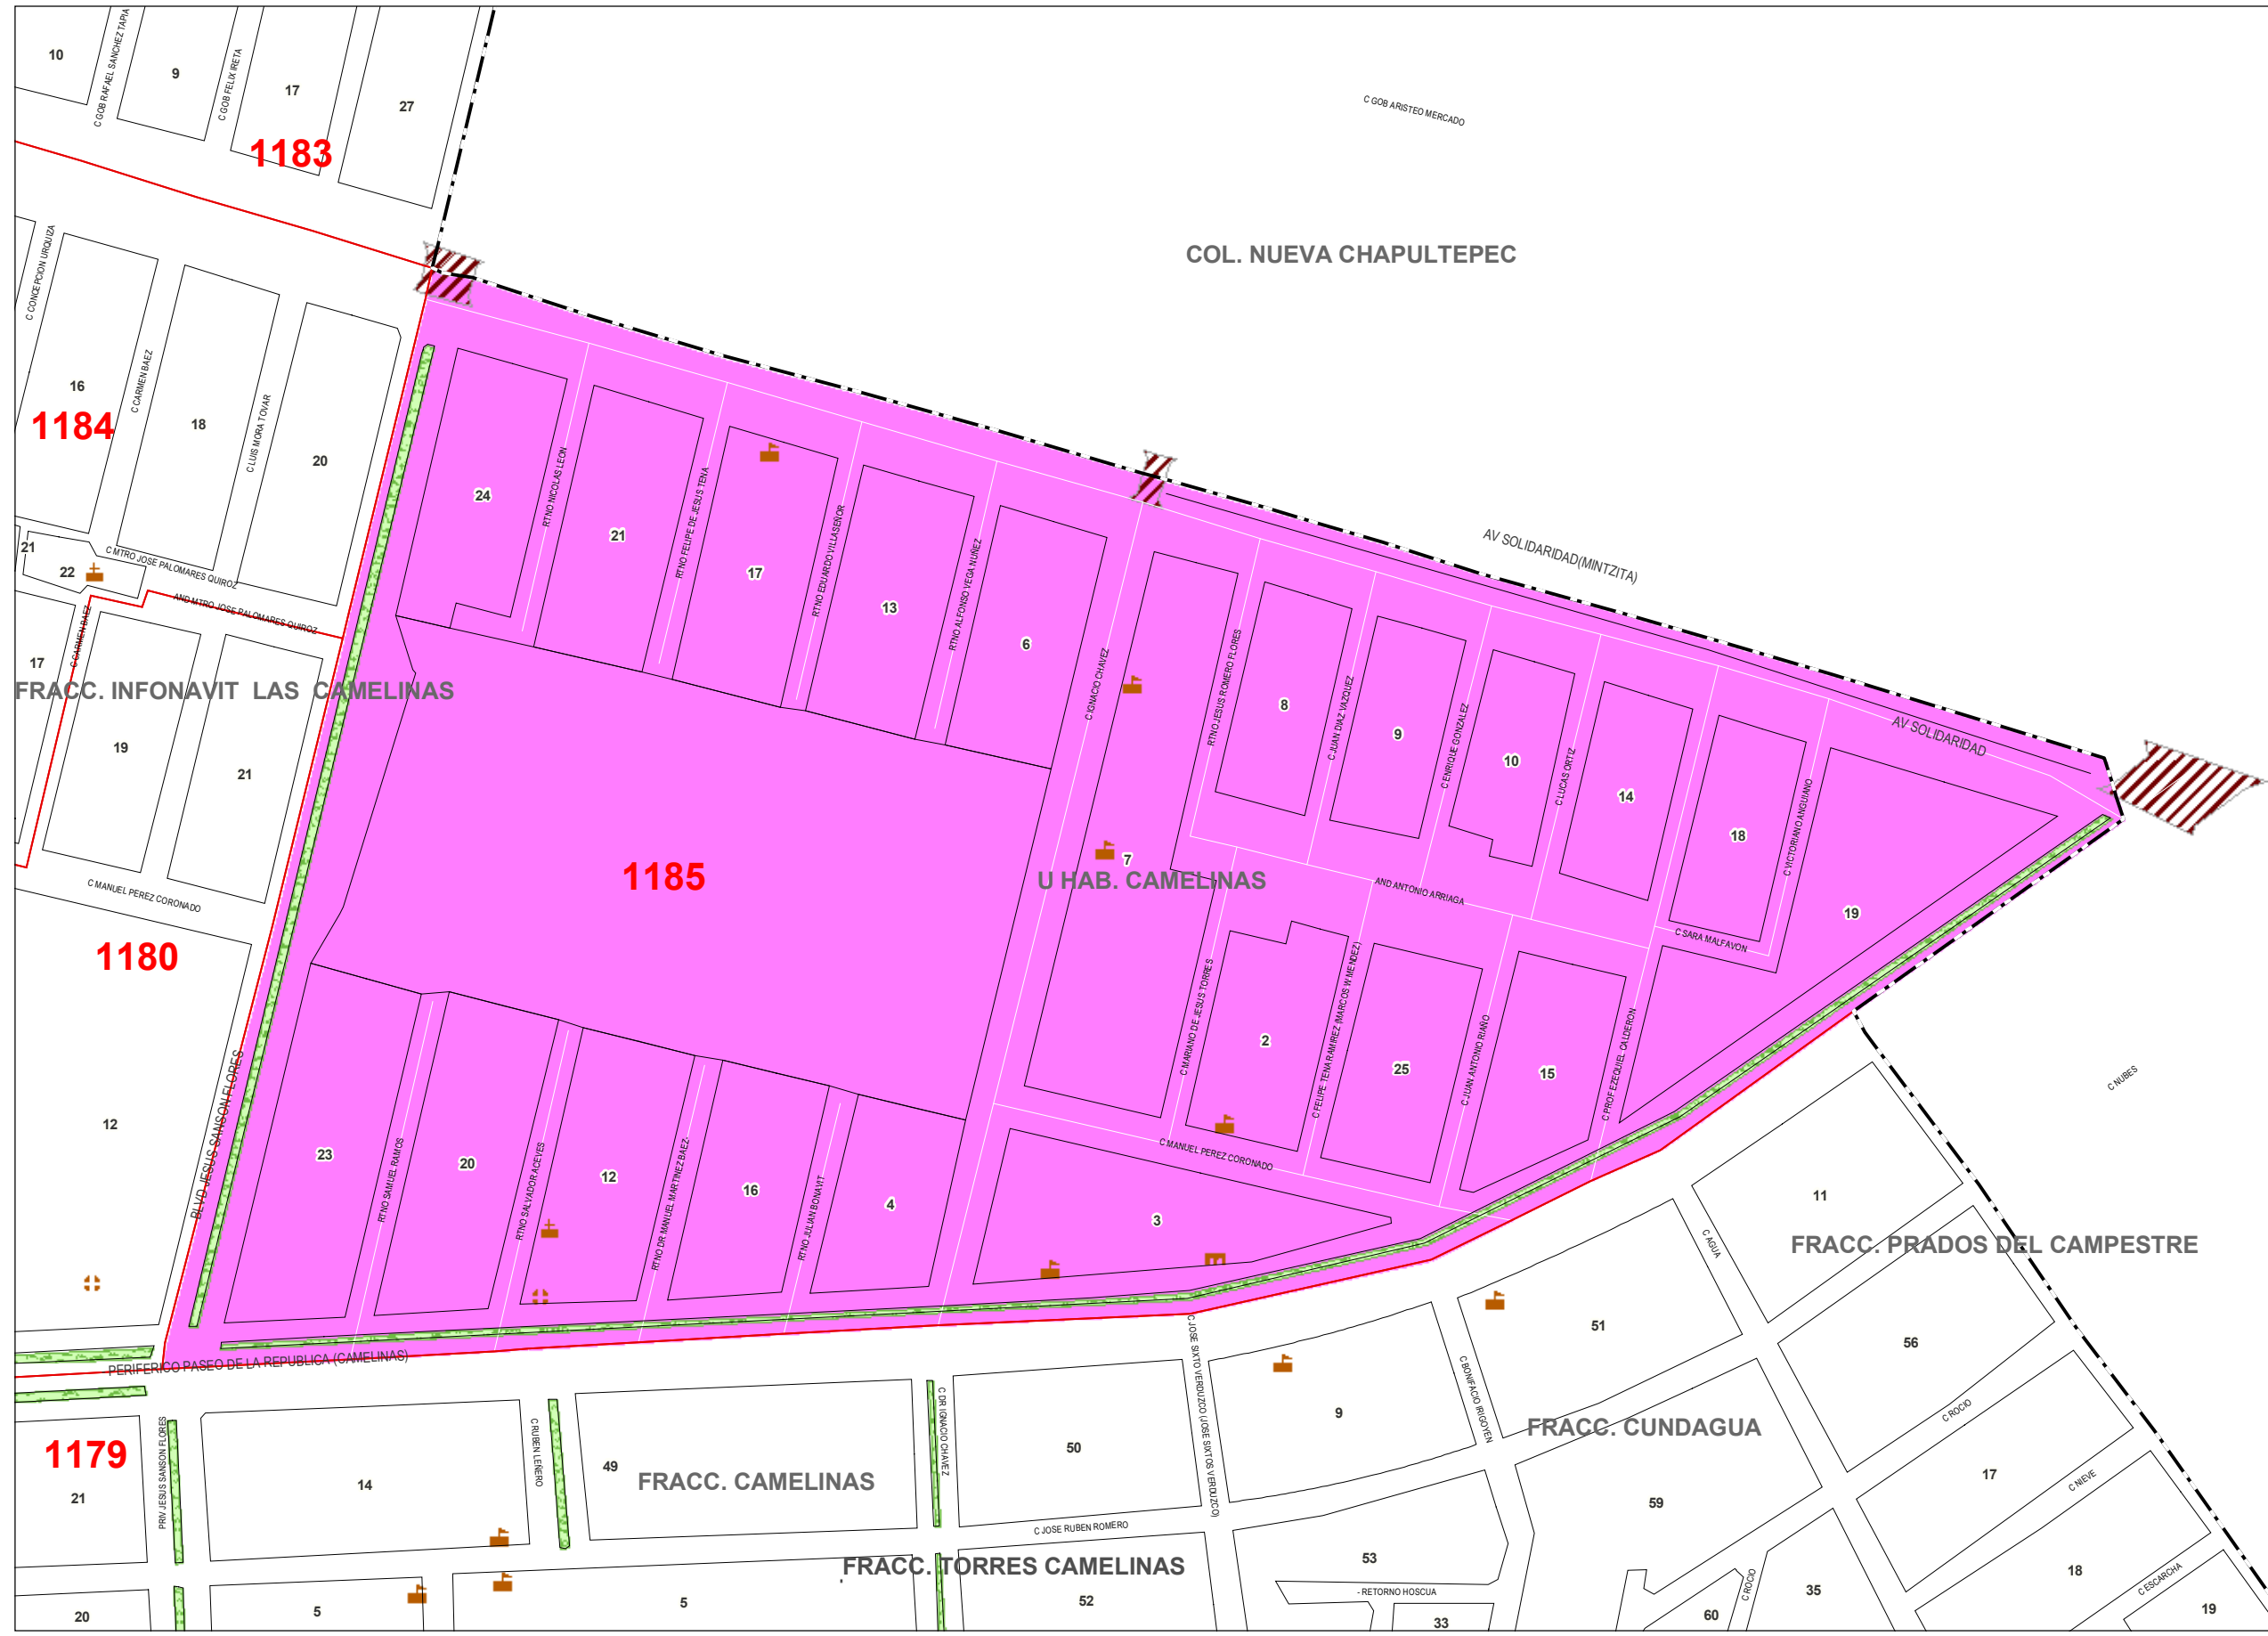 10
C GOB RAFAEL SANCHEZ TAPIA
9
C GOB FELIX IRETA
17
27
1183
C GOB ARISTEO MERCADO
COL. NUEVA CHAPULTEPEC
C CONCEPCION URQUIZA
16
1184
C CARMEN BAEZ
18
C LUIS MORA TOVAR
20
21
22
C MTRO JOSE PALOMARES QUIROZ
AND MTRO JOSE PALOMARES QUIROZ
17
C CARMEN BAEZ
FRACC. INFONAVIT LAS CAMELINAS
19
21
C MANUEL PEREZ CORONADO
1180
12
BLVD JESUS SANSON FLORES
24
RTNO NICOLAS LEON
21
RTNO FELIPE DE JESUS TENA
17
RTNO EDUARDO VILLASEÑOR
13
RTNO ALFONSO VEGA NUÑEZ
6
C IGNACIO CHAVEZ
AV SOLIDARIDAD(MINTZITA)
AV SOLIDARIDAD
RTNO JESUS ROMERO FLORES
8
C JUAN DIAZ VAZQUEZ
9
C ENRIQUE GONZALEZ
10
C LUCAS ORTIZ
14
18
C VICTORIANO ANGUIANO
19
7
1185
U HAB. CAMELINAS
AND ANTONIO ARRIAGA
C SARA MALFAVON
C MARIANO DE JESUS TORRES
2
C FELIPE TENA RAMIREZ (MARCOS W MENDEZ)
25
C JUAN ANTONIO RIAÑO
15
C PROF EZEQUIEL CALDERON
C MANUEL PEREZ CORONADO
23
RTNO SAMUEL RAMOS
20
RTNO SALVADOR ACEVES
12
RTNO DR MANUEL MARTINEZ BAEZ
16
RTNO JULIAN BONAVIT
4
3
C NUBES
11
C AGUA
FRACC. PRADOS DEL CAMPESTRE
51
56
PERIFERICO PASEO DE LA REPUBLICA (CAMELINAS)
C JOSE SIXTO VERDUZCO (JOSE SIXTOS VERDUZCO)
C BONIFACIO IRIGOYEN
9
FRACC. CUNDAGUA
C ROCIO
1179
21
PRIV JESUS SANSON FLORES
14
C RUBEN LEÑERO
49
FRACC. CAMELINAS
C DR IGNACIO CHAVEZ
50
C JOSE RUBEN ROMERO
59
17
C NIEVE
FRACC. TORRES CAMELINAS
53
- RETORNO HOSCUA
C ROCIO
35
18
C ESCARCHA
20
5
5
52
33
60
19